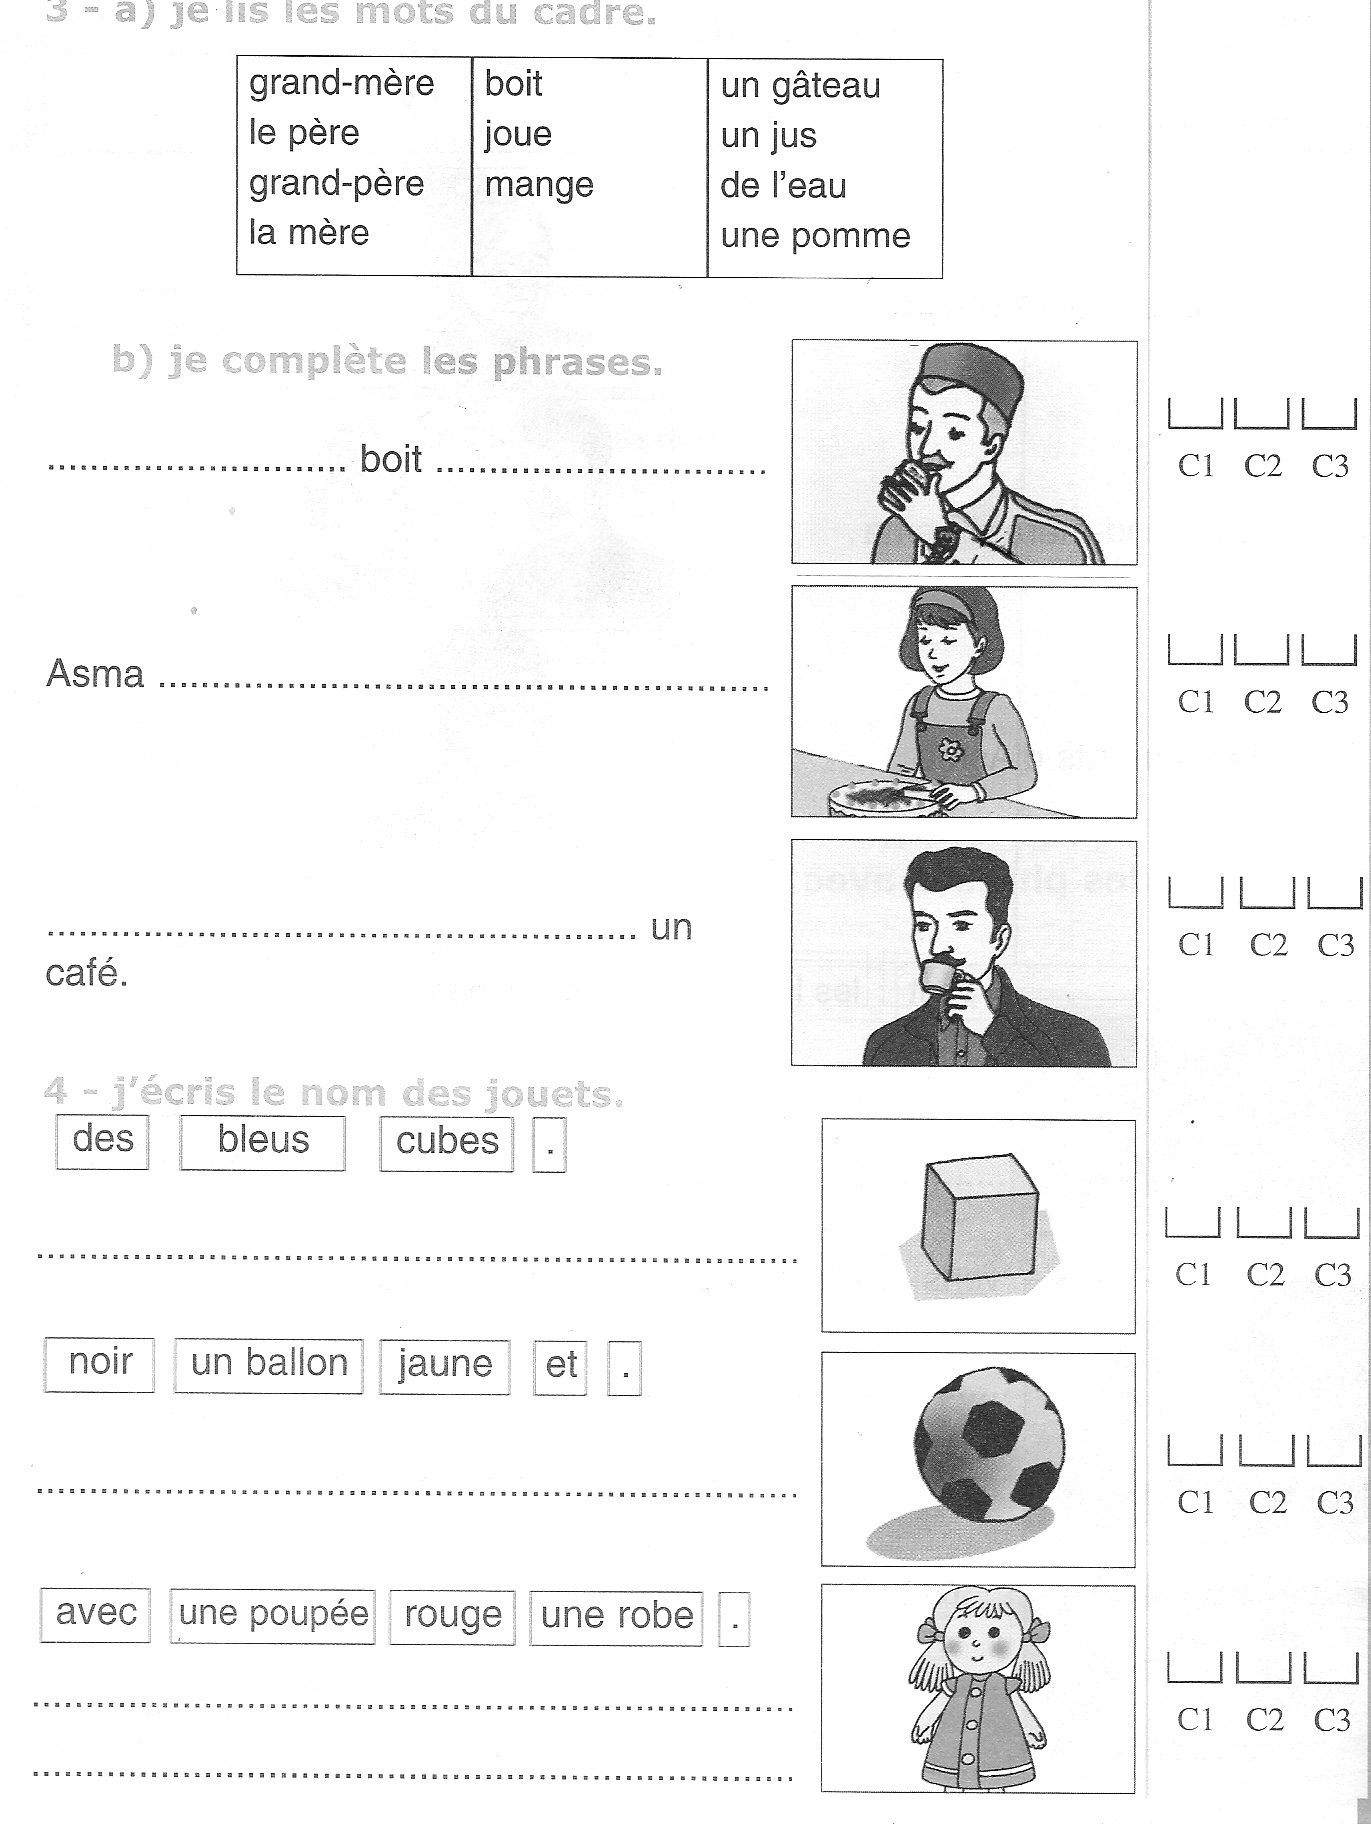 3 - a) je lis les mots du cadre.
grand-mère boit un gâteau
le père joue un jus
grand-père mange de l'eau
la mère une pomme
b) je complète les phrases.
.............................. boit ..............................
C1 C2 C3
Asma ..............................
C1 C2 C3
.............................. un
café.
C1 C2 C3
4 - j'écris le nom des jouets.
des bleus cubes .
..............................
C1 C2 C3
noir un ballon jaune et .
..............................
C1 C2 C3
avec une poupée rouge une robe .
..............................
..............................
C1 C2 C3